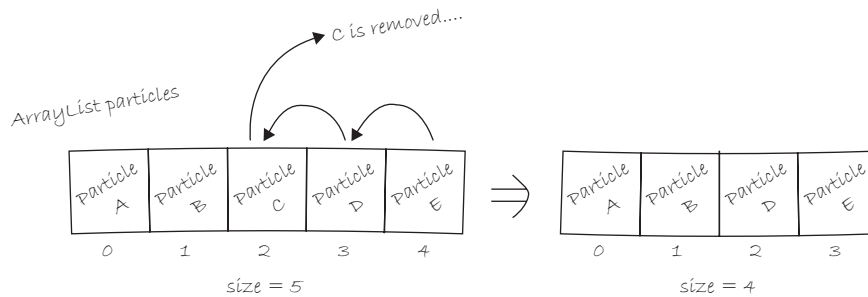 C is removed....
ArrayList particles
Particle A
Particle B
Particle C
Particle D
Particle E
0 1 2 3 4
size = 5
Particle A
Particle B
Particle D
Particle E
0 1 2 3
size = 4